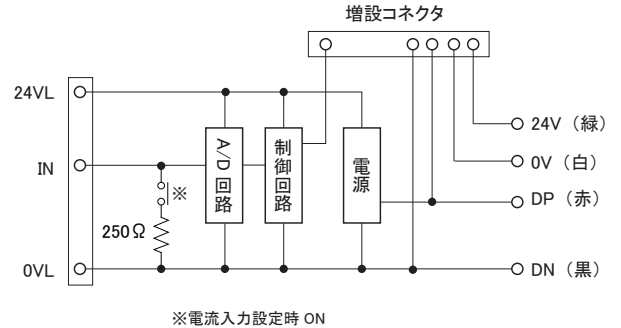 増設コネクタ
24VL
24V（緑）
A/D回路
制御回路
電源
IN
0V（白）
※
DP（赤）
250Ω
0VL
DN（黒）
※電流入力設定時 ON